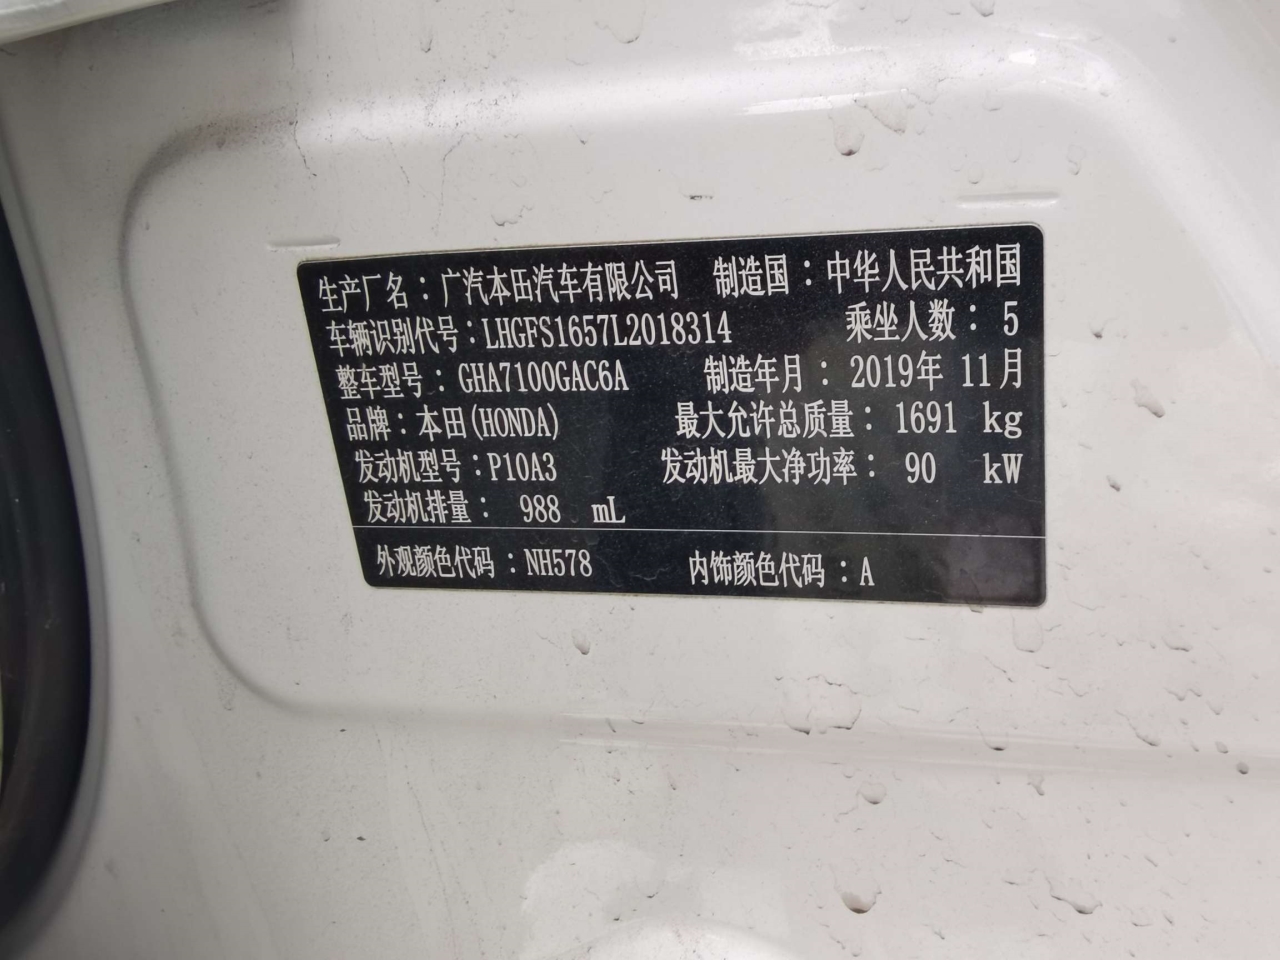 生产厂名：广汽本田汽车有限公司 制造国：中华人民共和国
车辆识别代号：LHGFS1657L2018314 乘坐人数：5
整车型号：GHA7100GAC6A 制造年月：2019年 11月
品牌：本田(HONDA) 最大允许总质量：1691 kg
发动机型号：P10A3 发动机最大净功率：90 kW
发动机排量：988 mL
外观颜色代码：NH578 内饰颜色代码：A